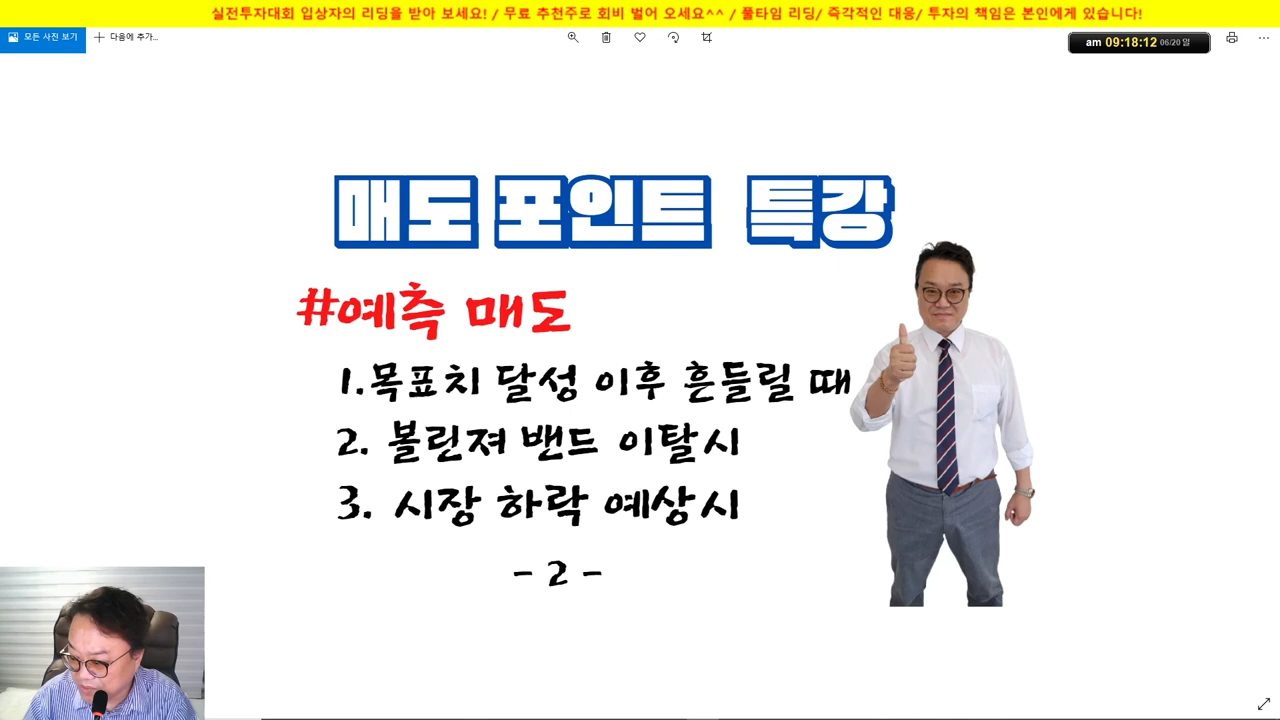 실전투자대회 입상자의 리딩을 받아 보세요! / 무료 추천주로 회비 벌어 오세요^^ / 풀타임 리딩/ 즉각적인 대응/ 투자의 책임은 본인에게 있습니다!
모든 사진 보기
다음에 추가...
am 09:18:12 06/20 월
매도 포인트 특강
#예측 매도
1.목표치 달성 이후 흔들릴 때
2. 볼린져 밴드 이탈시
3. 시장 하락 예상시
- 2 -